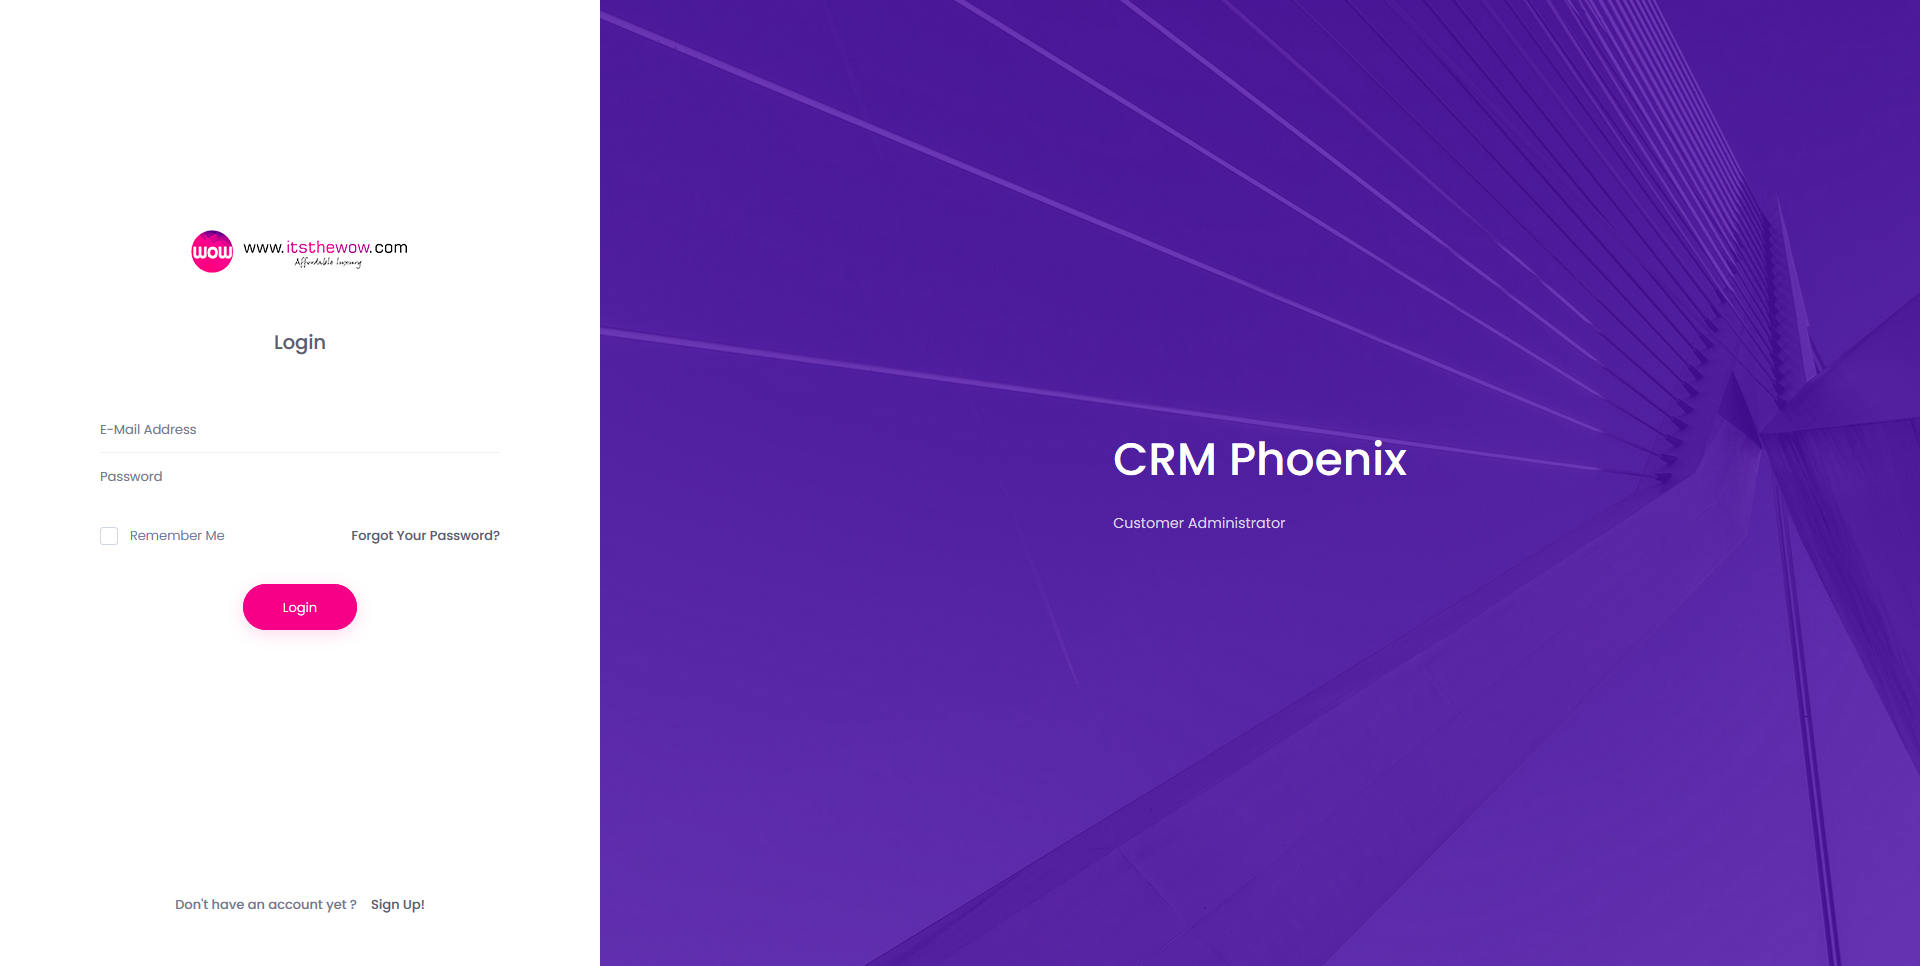 wow
www.itsthewow.com
Affordable luxury
Login
E-Mail Address
Password
Remember Me
Forgot Your Password?
Login
Don't have an account yet ?
Sign Up!
CRM Phoenix
Customer Administrator